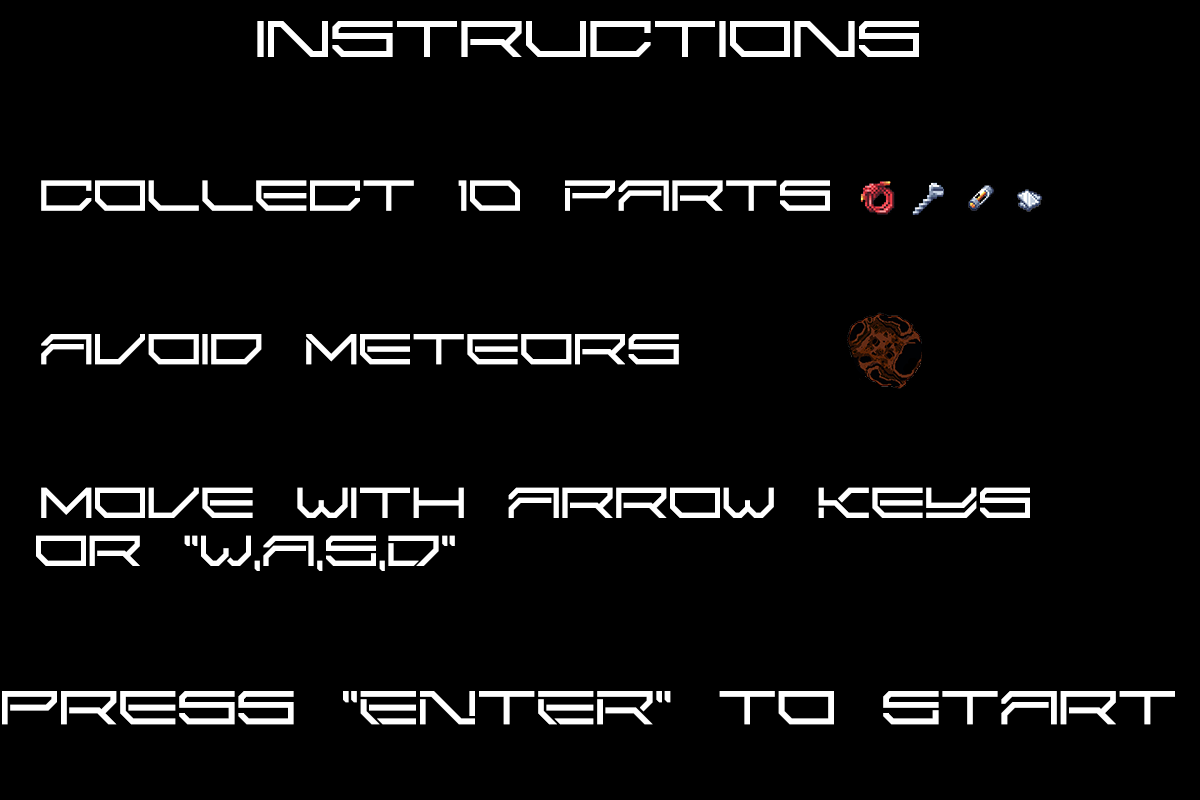 INSTRUCTIONS
COLLECT 10 PARTS
AVOID METEORS
MOVE WITH ARROW KEYS
OR "W,A,S,D"
PRESS "ENTER" TO START